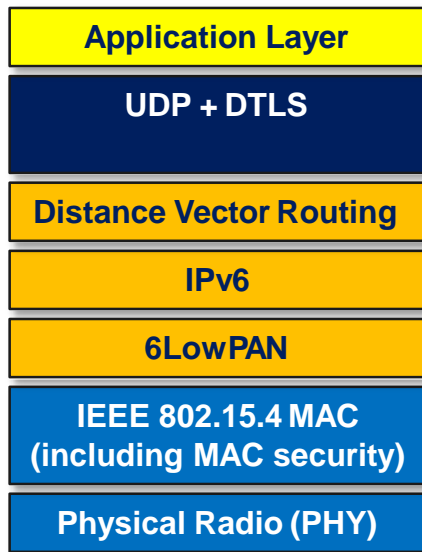 Application Layer
UDP + DTLS
Distance Vector Routing
IPv6
6LowPAN
IEEE 802.15.4 MAC
(including MAC security)
Physical Radio (PHY)